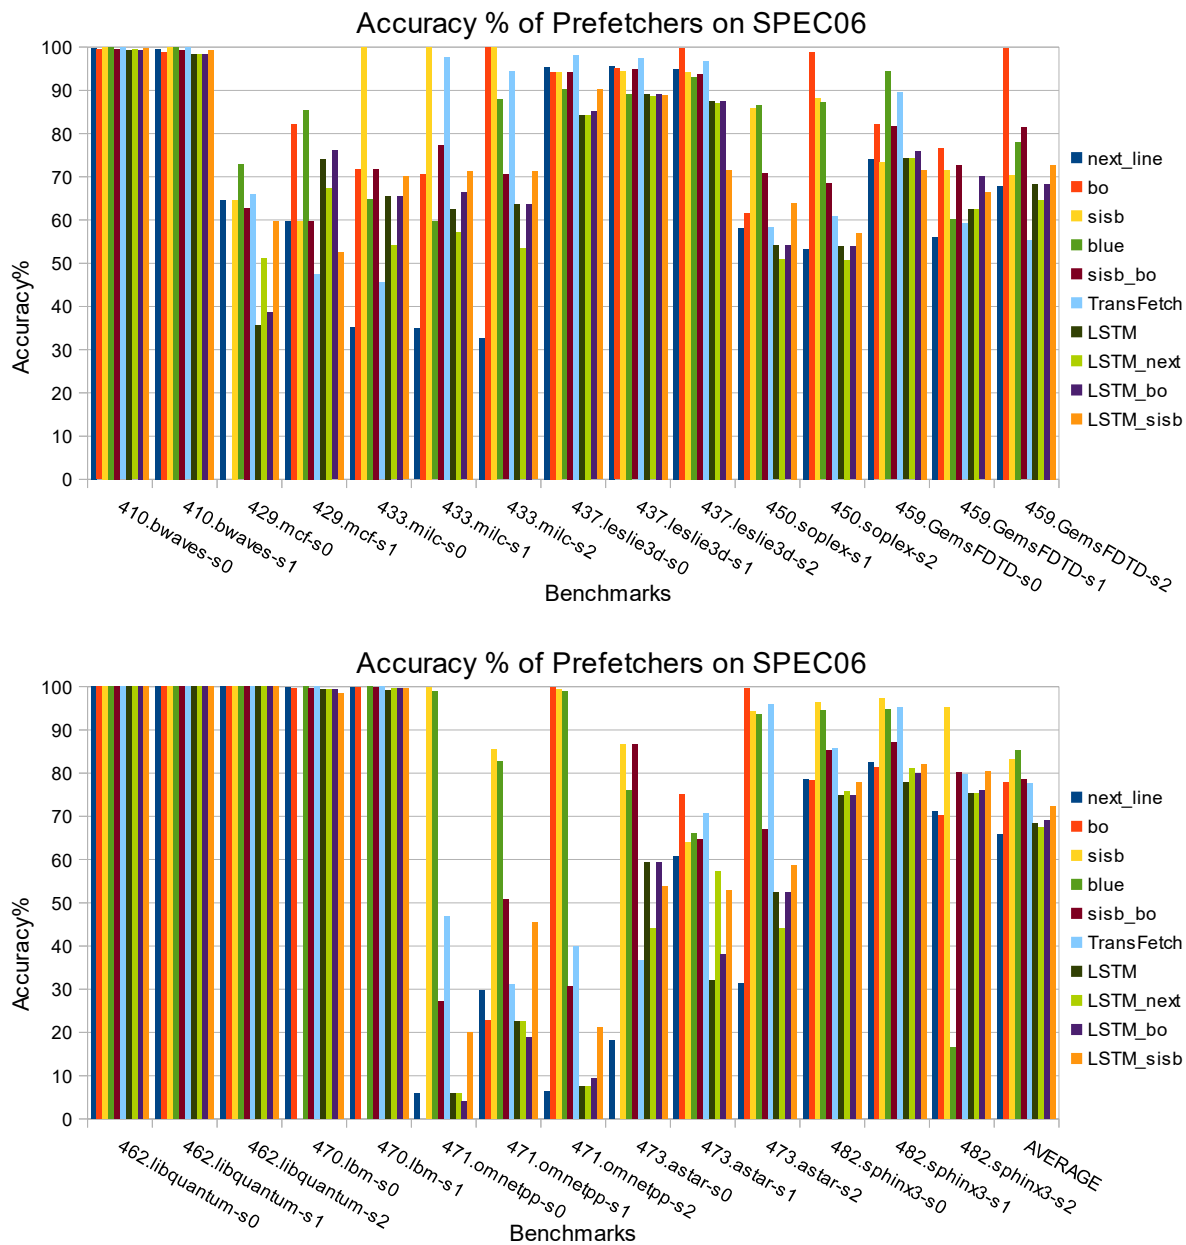 Accuracy % of Prefetchers on SPEC06
100
90
80
70
60
50
40
30
20
10
0
Accuracy%
410.bwaves-s0
410.bwaves-s1
429.mcf-s0
429.mcf-s1
433.milc-s0
433.milc-s1
433.milc-s2
437.leslie3d-s0
437.leslie3d-s1
437.leslie3d-s2
450.soplex-s1
450.soplex-s2
459.GemsFDTD-s0
459.GemsFDTD-s1
459.GemsFDTD-s2
Benchmarks
next_line
bo
sisb
blue
sisb_bo
TransFetch
LSTM
LSTM_next
LSTM_bo
LSTM_sisb
Accuracy % of Prefetchers on SPEC06
100
90
80
70
60
50
40
30
20
10
0
Accuracy%
462.libquantum-s0
462.libquantum-s1
462.libquantum-s2
470.lbm-s0
470.lbm-s1
471.omnetpp-s0
471.omnetpp-s1
471.omnetpp-s2
473.astar-s0
473.astar-s1
473.astar-s2
482.sphinx3-s0
482.sphinx3-s1
482.sphinx3-s2
AVERAGE
Benchmarks
next_line
bo
sisb
blue
sisb_bo
TransFetch
LSTM
LSTM_next
LSTM_bo
LSTM_sisb